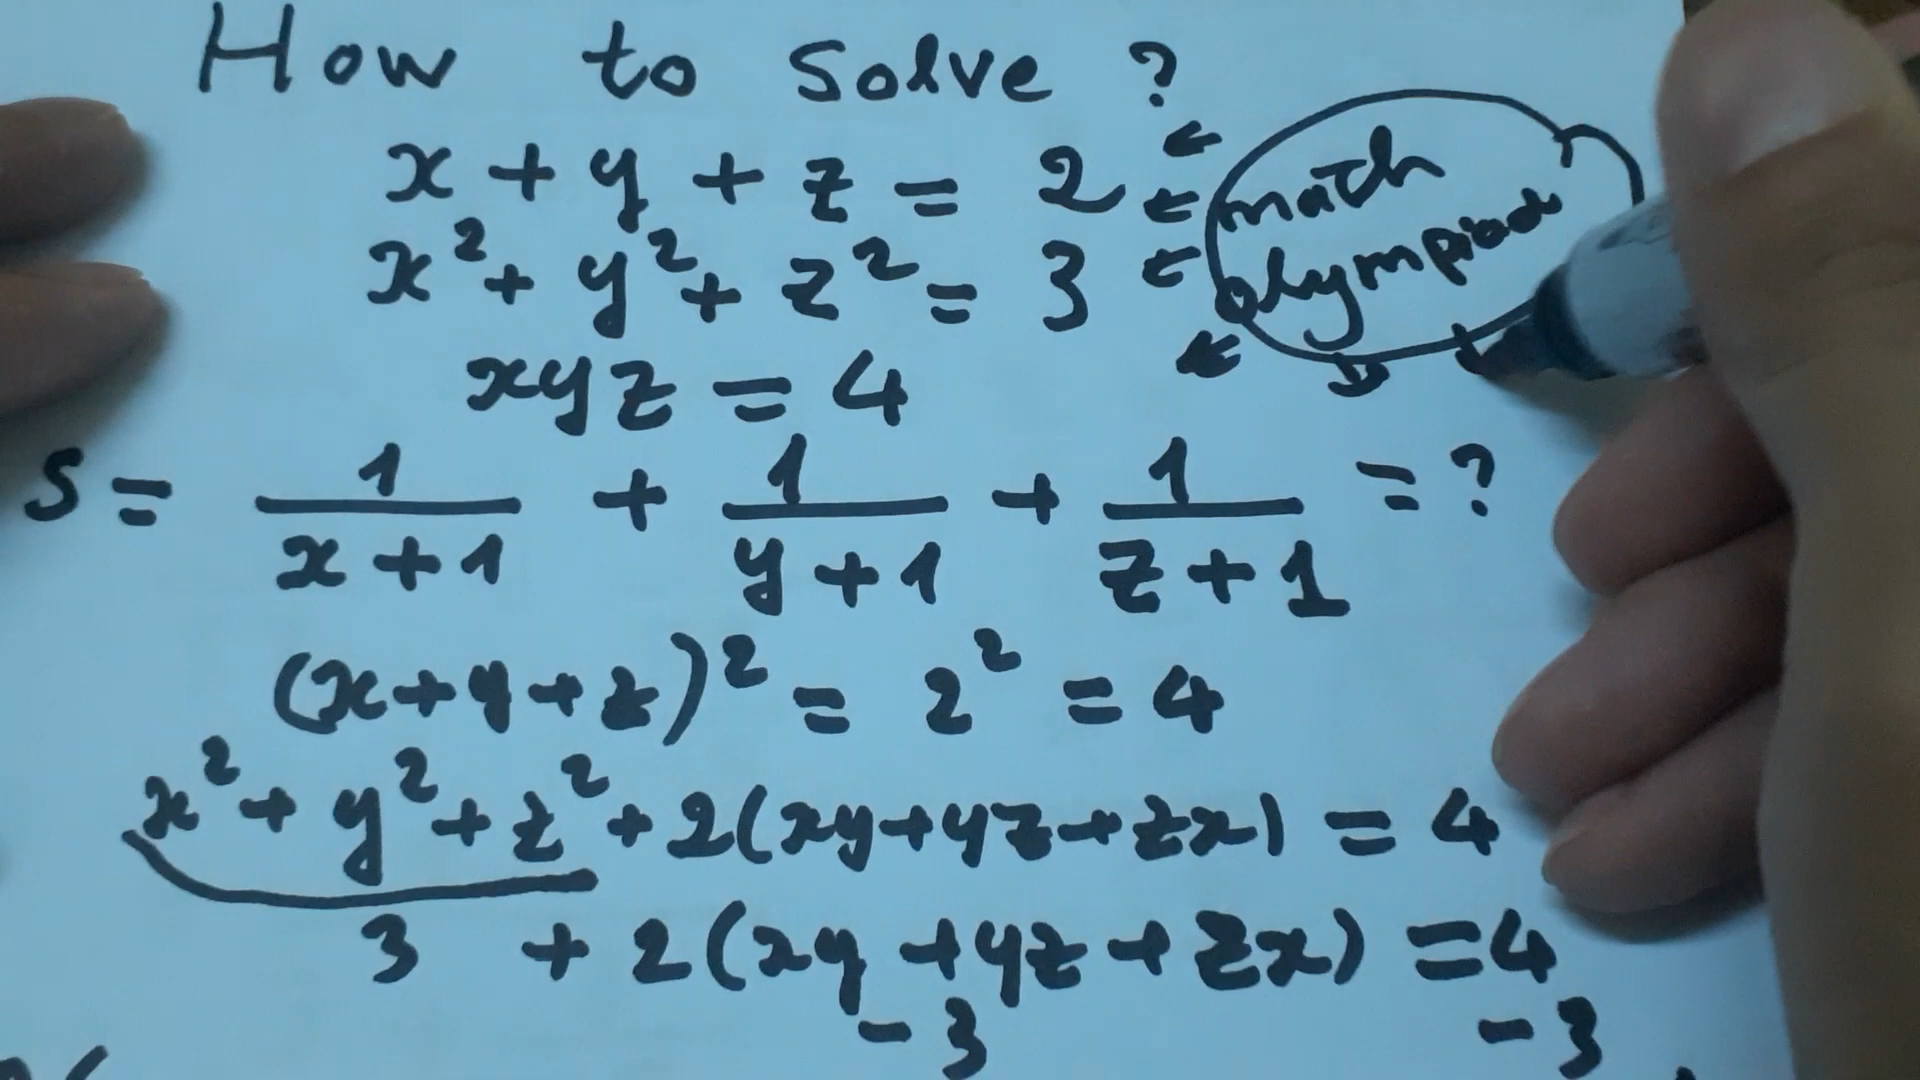 How to solve ?
x + y + z = 2
math
x² + y² + z² = 3
olympiad
xyz = 4
S = 1/(x+1) + 1/(y+1) + 1/(z+1) = ?
(x+y+z)² = 2² = 4
x² + y² + z² + 2(xy+yz+zx) = 4
3 + 2(xy+yz+zx) = 4
-3 -3